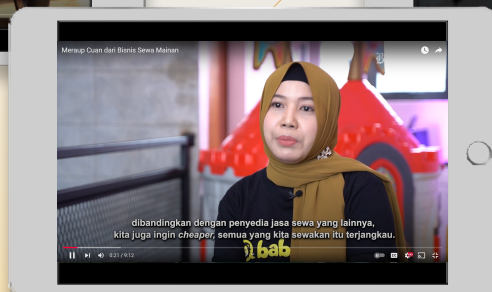 Meraup Cuan dari Bisnis Sewa Mainan
dibandingkan dengan penyedia jasa sewa yang lainnya,
kita juga ingin cheaper, semua yang kita sewakan itu terjangkau.
bab
0:31 / 9:12